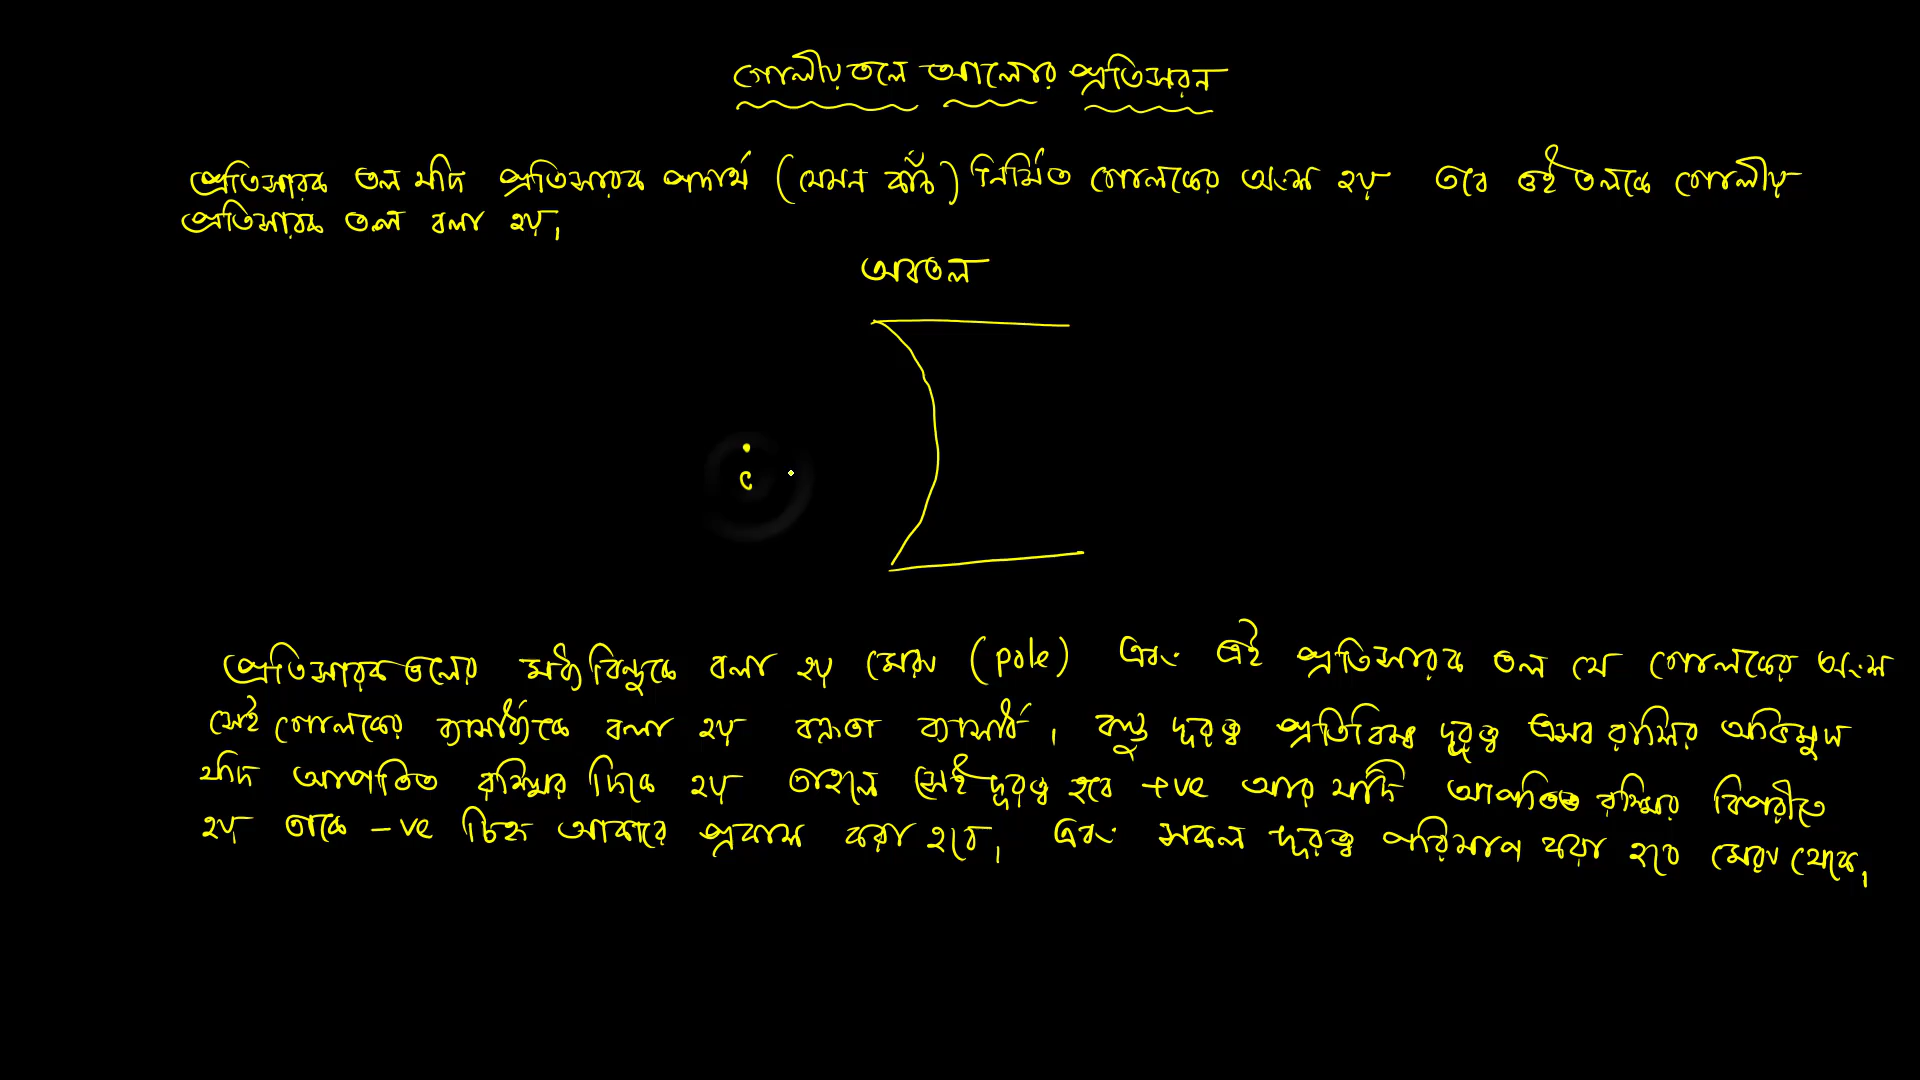 গোলীয়তলে আলোর প্রতিসরন
প্রতিসারক তল যদি প্রতিসারক পদার্থ (যেমন কাঁচ) নির্মিত গোলকের অংশ হয় তবে ওই তলকে গোলীয়
প্রতিসারক তল বলা হয়।
অবতল
c
প্রতিসারক তলের মধ্যবিন্দুকে বলা হয় মেরু (pole) এবং এই প্রতিসারক তল যে গোলকের অংশ
সেই গোলকের ব্যাসার্ধকে বলা হয় বক্রতা ব্যাসার্ধ। বস্তু দূরত্ব প্রতিবিম্ব দূরত্ব এসব রাশির অভিমুখ
যদি আপতিত রশ্মির দিকে হয় তাহলে সেই দূরত্ব হবে +ve আর যদি আপতিত রশ্মির বিপরীতে
হয় তাকে -ve চিহ্ন আকারে প্রকাশ করা হবে। এবং সকল দূরত্ব পরিমাপ করা হবে মেরু থেকে।